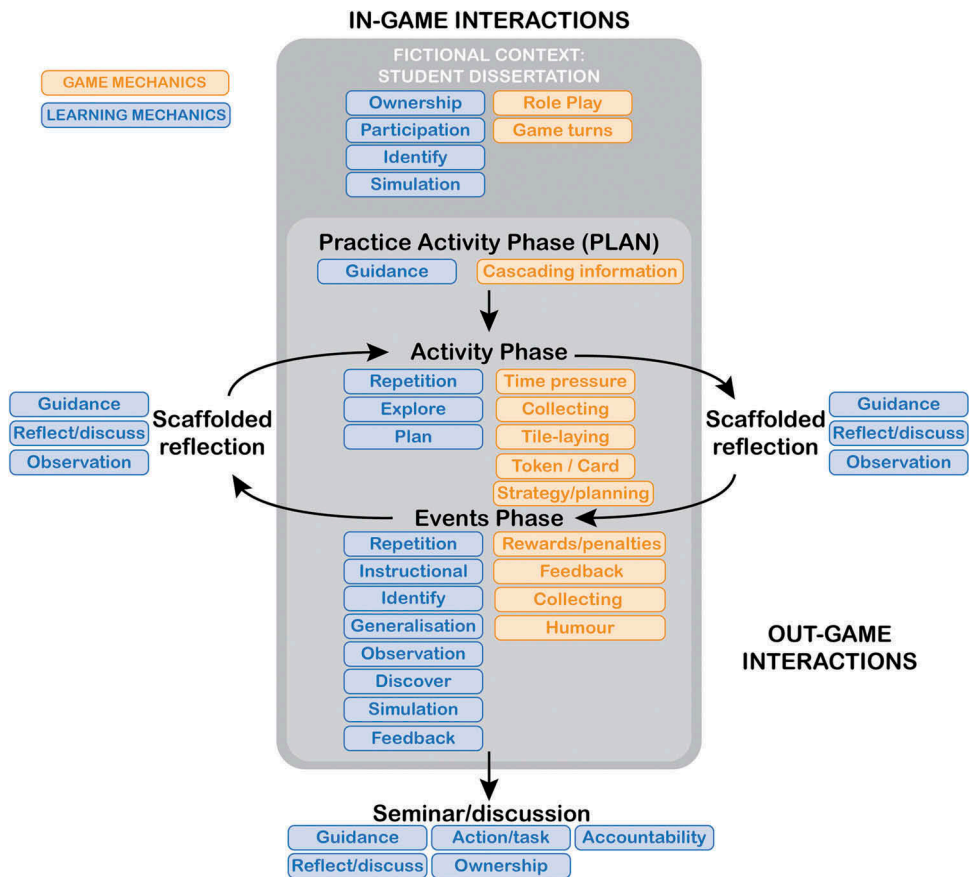 IN-GAME INTERACTIONS
FICTIONAL CONTEXT:
STUDENT DISSERTATION
GAME MECHANICS
LEARNING MECHANICS
Ownership
Role Play
Participation
Game turns
Identify
Simulation
Practice Activity Phase (PLAN)
Guidance
Cascading information
Activity Phase
Repetition
Time pressure
Explore
Collecting
Plan
Tile-laying
Token / Card
Strategy/planning
Guidance
Reflect/discuss
Observation
Scaffolded
reflection
Scaffolded
reflection
Guidance
Reflect/discuss
Observation
Events Phase
Repetition
Rewards/penalties
Instructional
Feedback
Identify
Collecting
Generalisation
Humour
Observation
Discover
Simulation
Feedback
OUT-GAME
INTERACTIONS
Seminar/discussion
Guidance
Action/task
Accountability
Reflect/discuss
Ownership